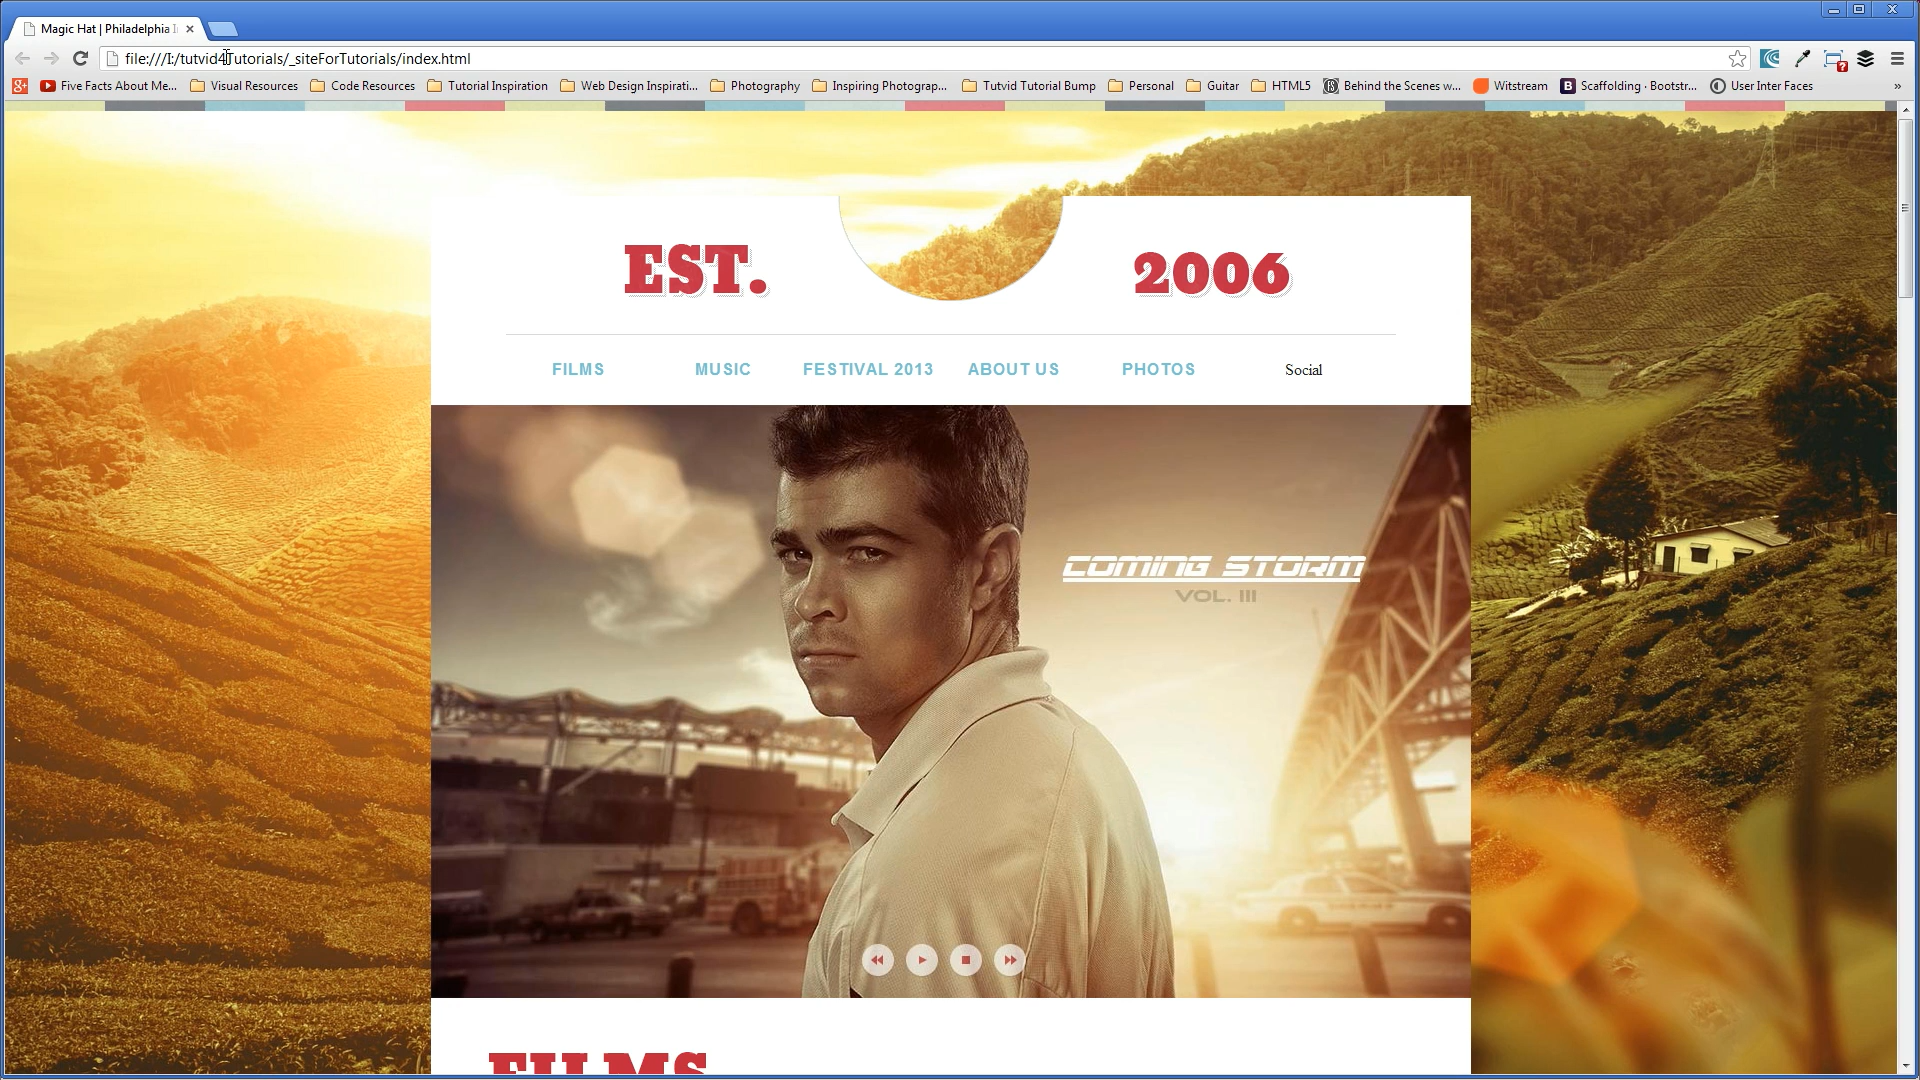 Magic Hat | Philadelphia
file:///I:/tutvid4Tutorials/_siteForTutorials/index.html
Five Facts About Me... Visual Resources Code Resources Tutorial Inspiration Web Design Inspirati... Photography Inspiring Photograp... Tutvid Tutorial Bump Personal Guitar HTML5 Behind the Scenes w... Witstream B Scaffolding · Bootstr... User Inter Faces »
EST. 2006
FILMS MUSIC FESTIVAL 2013 ABOUT US PHOTOS Social
COMING STORM
VOL. III
FILMS